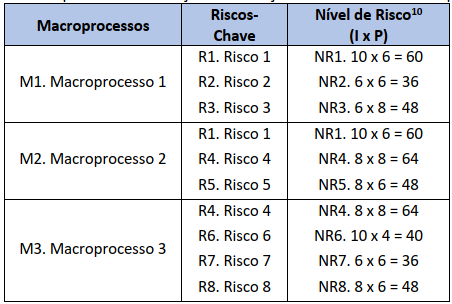 Macroprocessos Riscos-Chave Nível de Risco¹⁰ (I x P)
M1. Macroprocesso 1
R1. Risco 1 NR1. 10 x 6 = 60
R2. Risco 2 NR2. 6 x 6 = 36
R3. Risco 3 NR3. 6 x 8 = 48
M2. Macroprocesso 2
R1. Risco 1 NR1. 10 x 6 = 60
R4. Risco 4 NR4. 8 x 8 = 64
R5. Risco 5 NR5. 8 x 6 = 48
M3. Macroprocesso 3
R4. Risco 4 NR4. 8 x 8 = 64
R6. Risco 6 NR6. 10 x 4 = 40
R7. Risco 7 NR7. 6 x 6 = 36
R8. Risco 8 NR8. 8 x 6 = 48